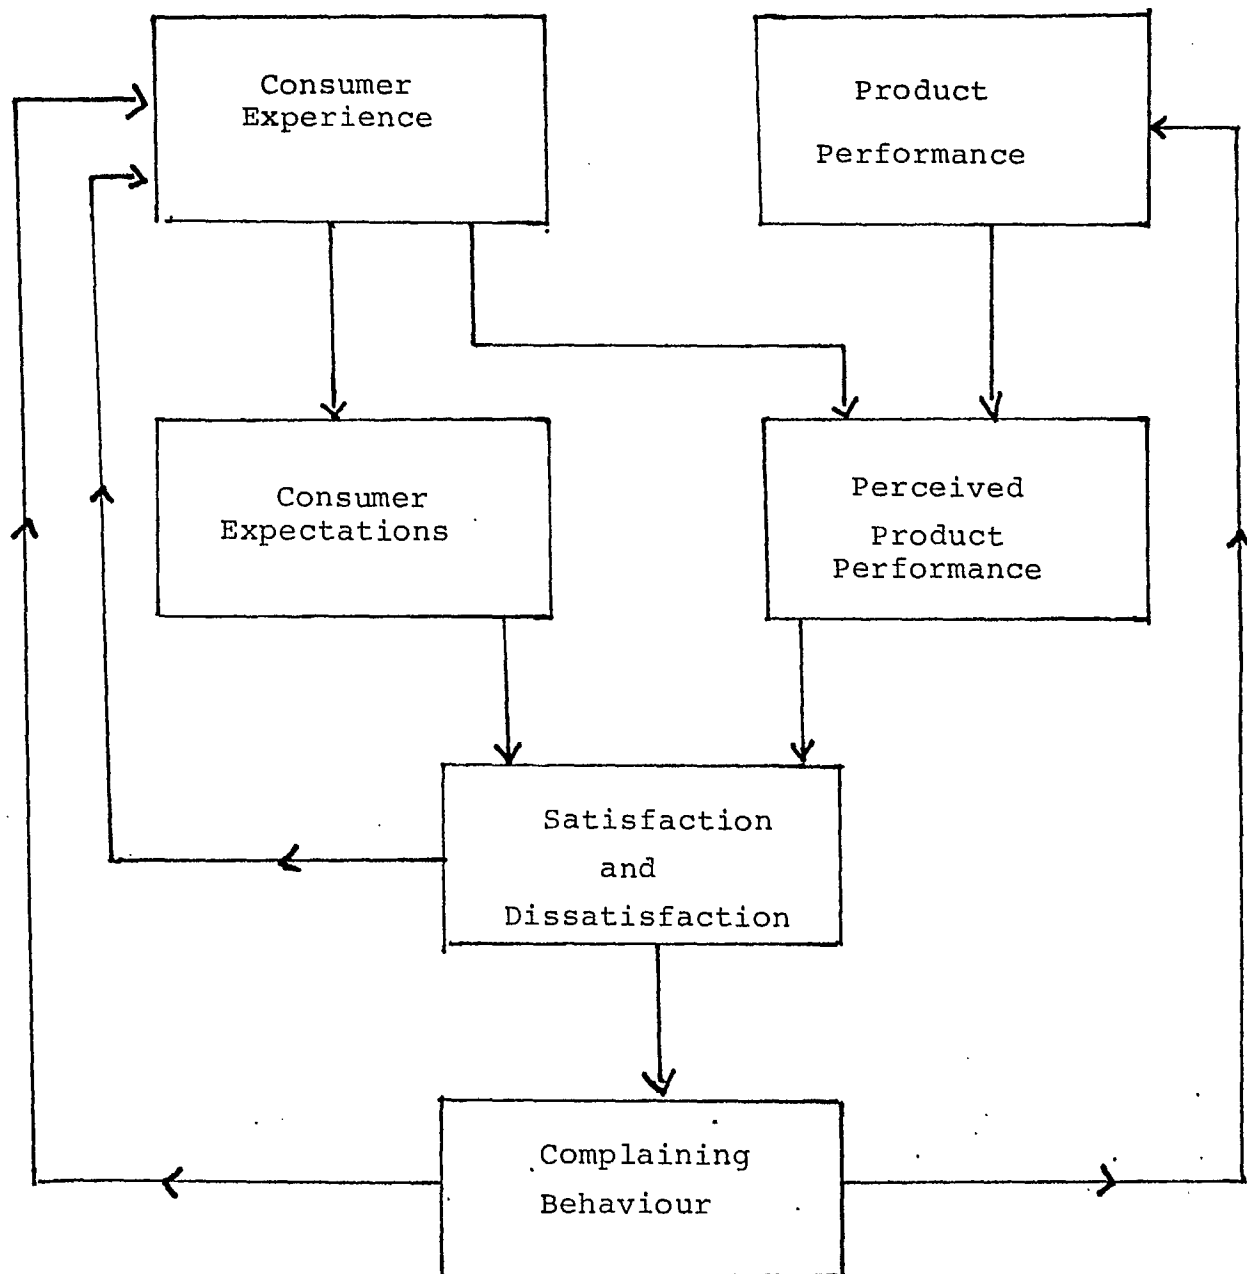 Consumer
Experience
Product
Performance
Consumer
Expectations
Perceived
Product
Performance
Satisfaction
and
Dissatisfaction
Complaining
Behaviour